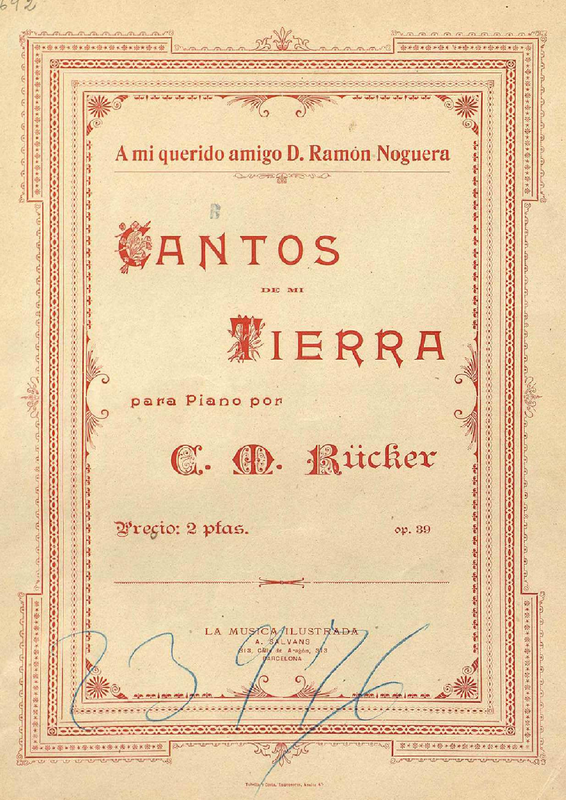 A mi querido amigo D. Ramón Noguera
CANTOS
DE MI
TIERRA
para Piano por
C. M. Rücker
Precio: 2 ptas.
op. 39
LA MUSICA ILUSTRADA
A. SALVANS
313, Calle de Aragón, 313
BARCELONA